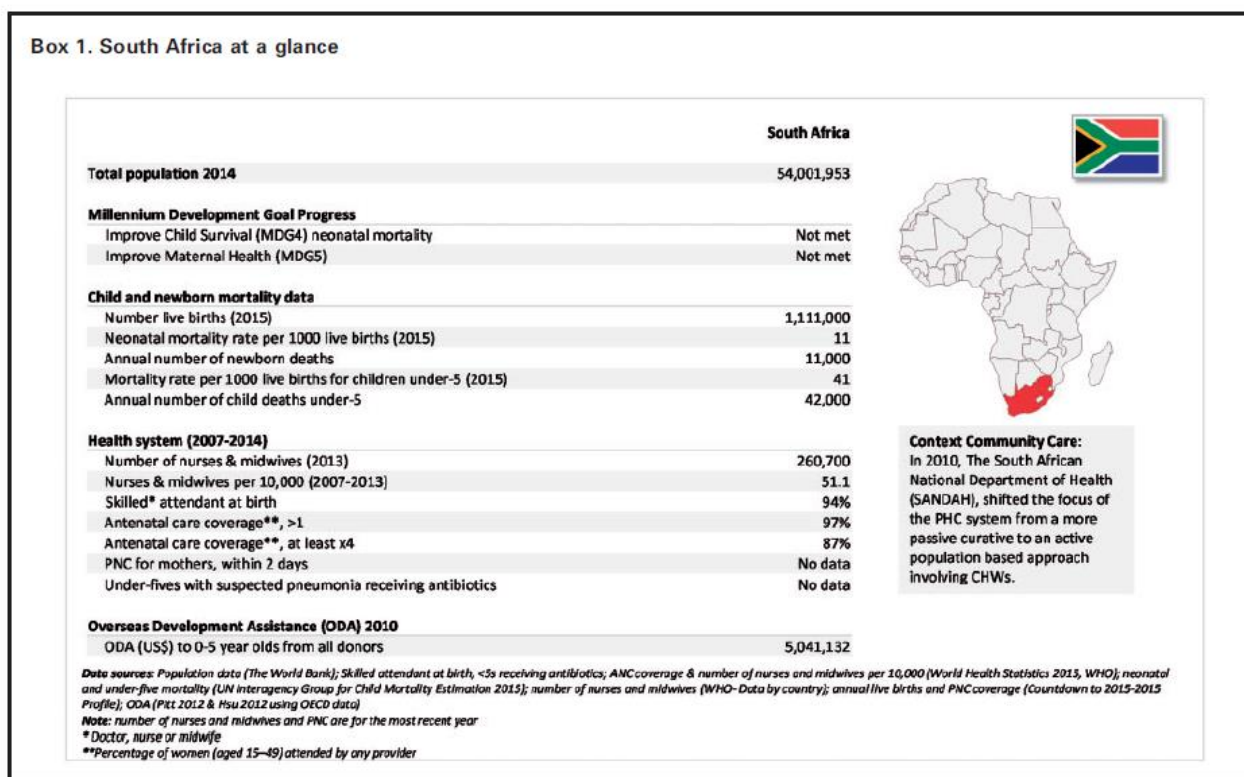 Box 1. South Africa at a glance
South Africa
Total population 2014 54,001,953
Millennium Development Goal Progress
Improve Child Survival (MDG4) neonatal mortality Not met
Improve Maternal Health (MDG5) Not met
Child and newborn mortality data
Number live births (2015) 1,111,000
Neonatal mortality rate per 1000 live births (2015) 11
Annual number of newborn deaths 11,000
Mortality rate per 1000 live births for children under-5 (2015) 41
Annual number of child deaths under-5 42,000
Health system (2007-2014)
Number of nurses & midwives (2013) 260,700
Nurses & midwives per 10,000 (2007-2013) 51.1
Skilled* attendant at birth 94%
Antenatal care coverage**, >1 97%
Antenatal care coverage**, at least x4 87%
PNC for mothers, within 2 days No data
Under-fives with suspected pneumonia receiving antibiotics No data
Overseas Development Assistance (ODA) 2010
ODA (US$) to 0-5 year olds from all donors 5,041,132
Context Community Care:
In 2010, The South African
National Department of Health
(SANDAH), shifted the focus of
the PHC system from a more
passive curative to an active
population based approach
involving CHWs.
Data sources: Population data (The World Bank); Skilled attendant at birth, <5s receiving antibiotics; ANC coverage & number of nurses and midwives per 10,000 (World Health Statistics 2015, WHO); neonatal
and under-five mortality (UN Interagency Group for Child Mortality Estimation 2015); number of nurses and midwives (WHO- Data by country); annual live births and PNC coverage (Countdown to 2015-2015
Profile); ODA (Pitt 2012 & Hsu 2012 using OECD data)
Note: number of nurses and midwives and PNC are for the most recent year
* Doctor, nurse or midwife
**Percentage of women (aged 15–49) attended by any provider